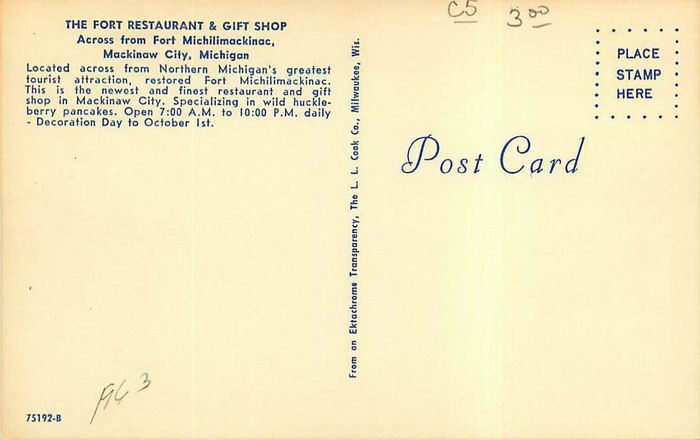 THE FORT RESTAURANT & GIFT SHOP
Across from Fort Michilimackinac,
Mackinaw City, Michigan
Located across from Northern Michigan's greatest
tourist attraction, restored Fort Michilimackinac.
This is the newest and finest restaurant and gift
shop in Mackinaw City. Specializing in wild huckle-
berry pancakes. Open 7:00 A.M. to 10:00 P.M. daily
- Decoration Day to October 1st.
From an Ektachrome Transparency, The L. L. Cook Co., Milwaukee, Wis.
C5 3 00
PLACE
STAMP
HERE
Post Card
1963
75192-B